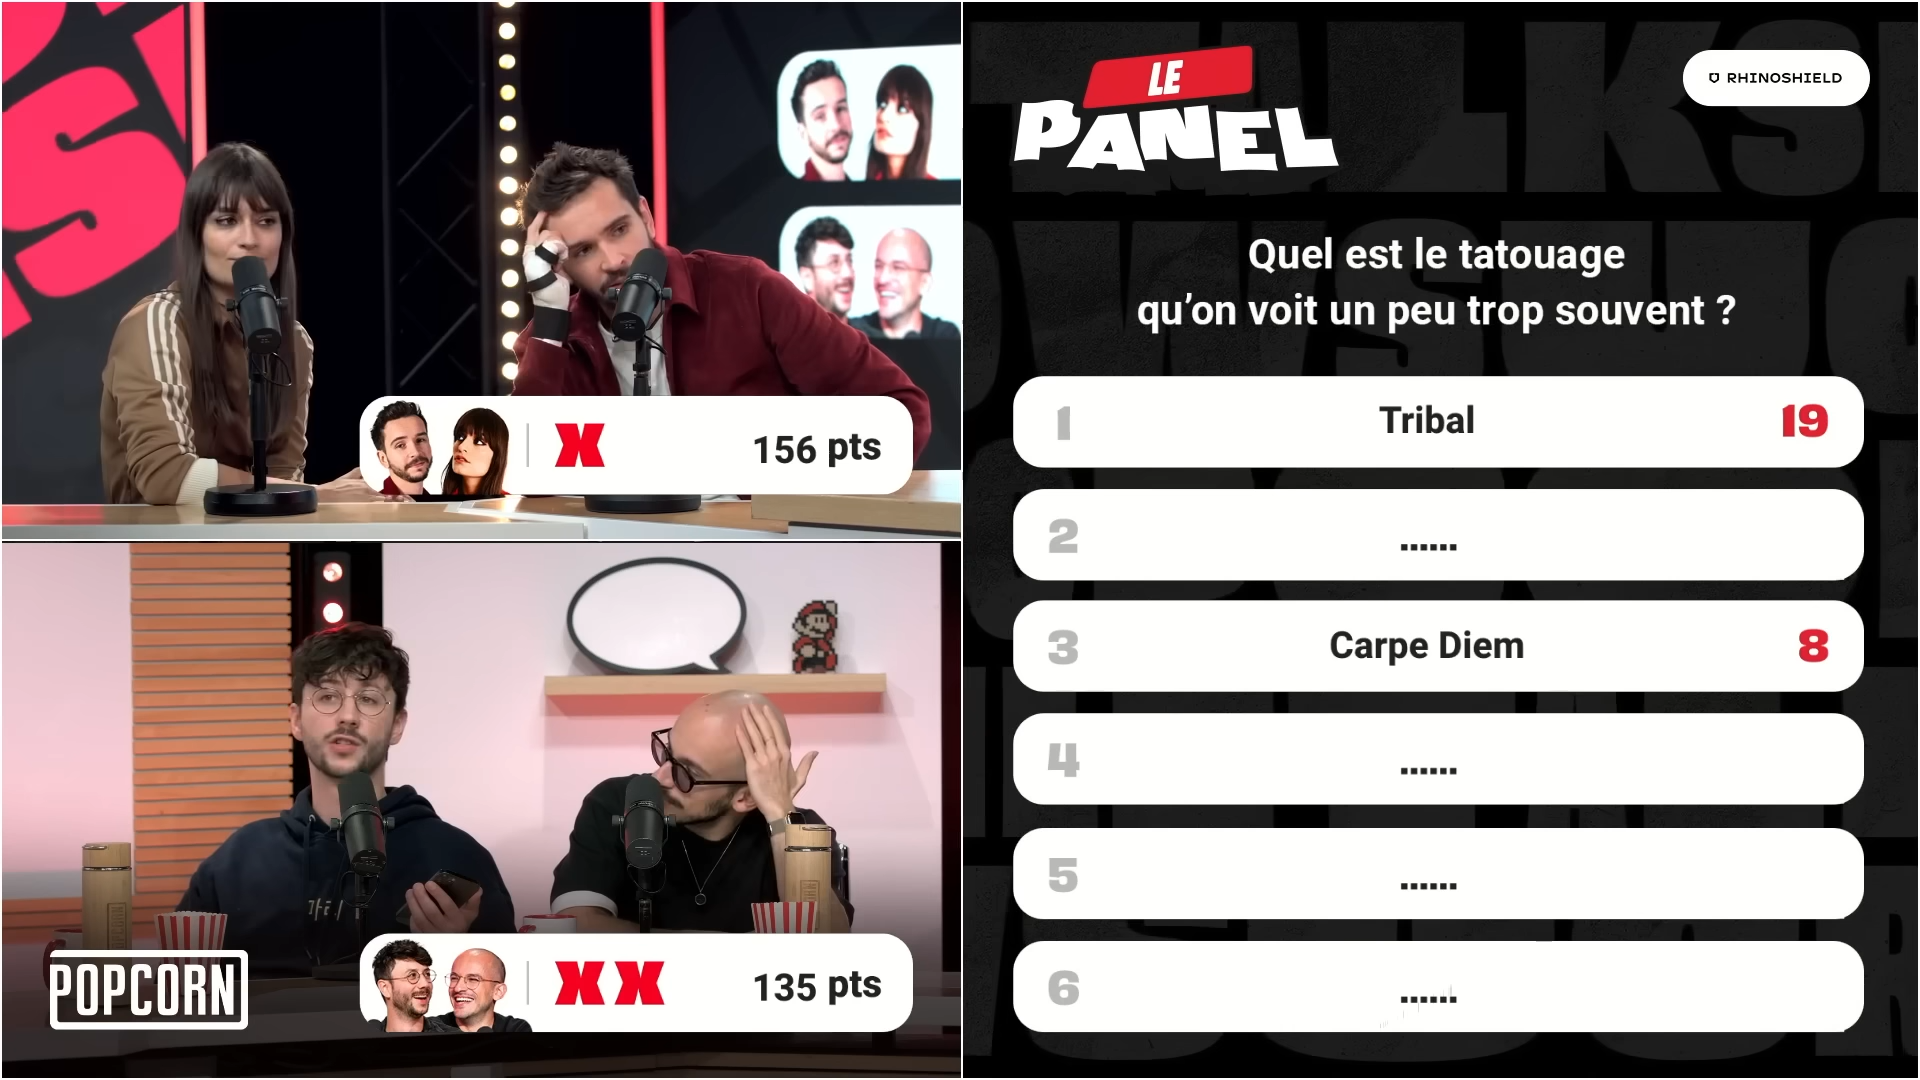 LE
PANEL
RHINOSHIELD
Quel est le tatouage
qu’on voit un peu trop souvent ?
1 Tribal 19
2 ......
3 Carpe Diem 8
4 ......
5 ......
6 ......
X 156 pts
X X 135 pts
POPCORN